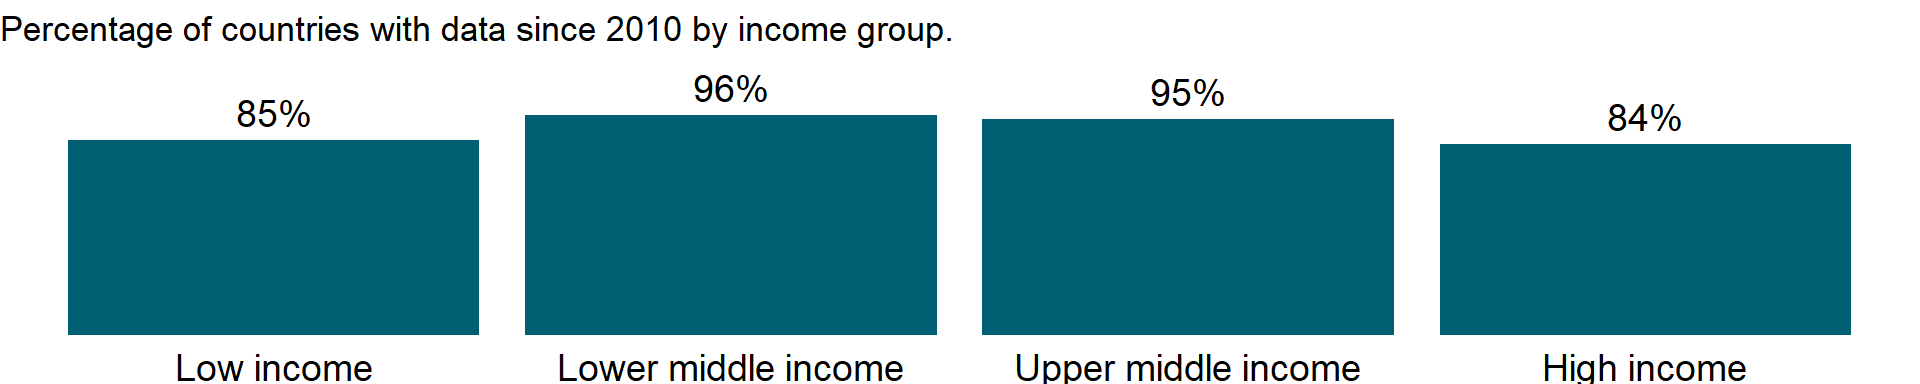 Percentage of countries with data since 2010 by income group.
85%
96%
95%
84%
Low income
Lower middle income
Upper middle income
High income